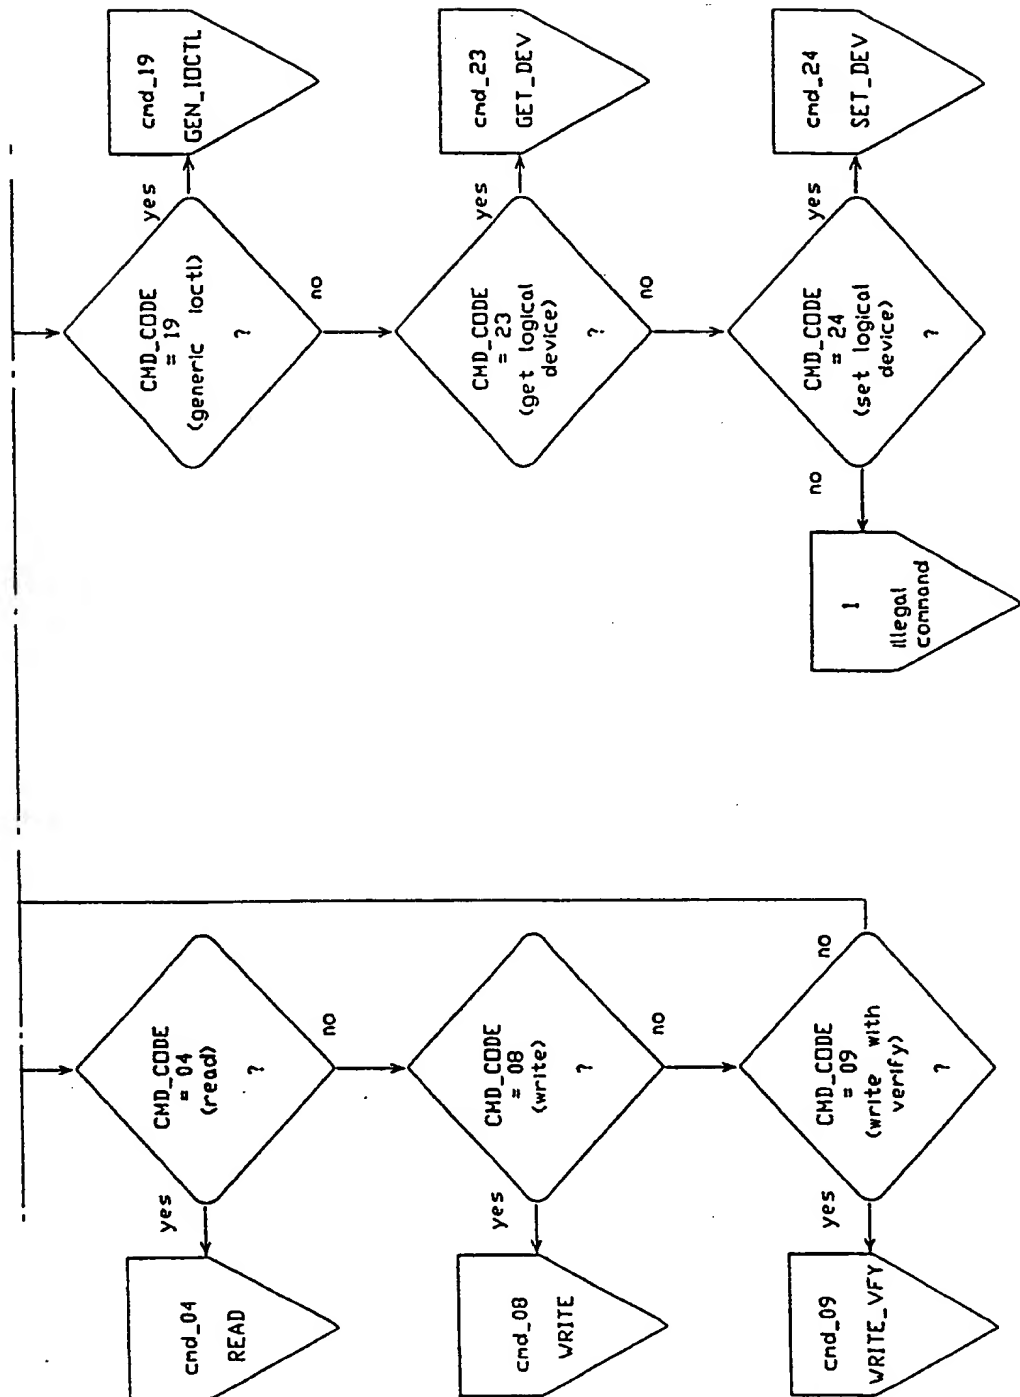 cmd_04
READ
yes
CMD_CODE
= 04
(read)
?
no
cmd_08
WRITE
yes
CMD_CODE
= 08
(write)
?
no
cmd_09
WRITE_VFY
yes
CMD_CODE
= 09
(write with
verify)
?
no
CMD_CODE
= 19
(generic ioctl)
?
yes
cmd_19
GEN_IOCTL
no
CMD_CODE
= 23
(get logical
device)
?
yes
cmd_23
GET_DEV
no
CMD_CODE
= 24
(set logical
device)
?
yes
cmd_24
SET_DEV
no
1
illegal
command